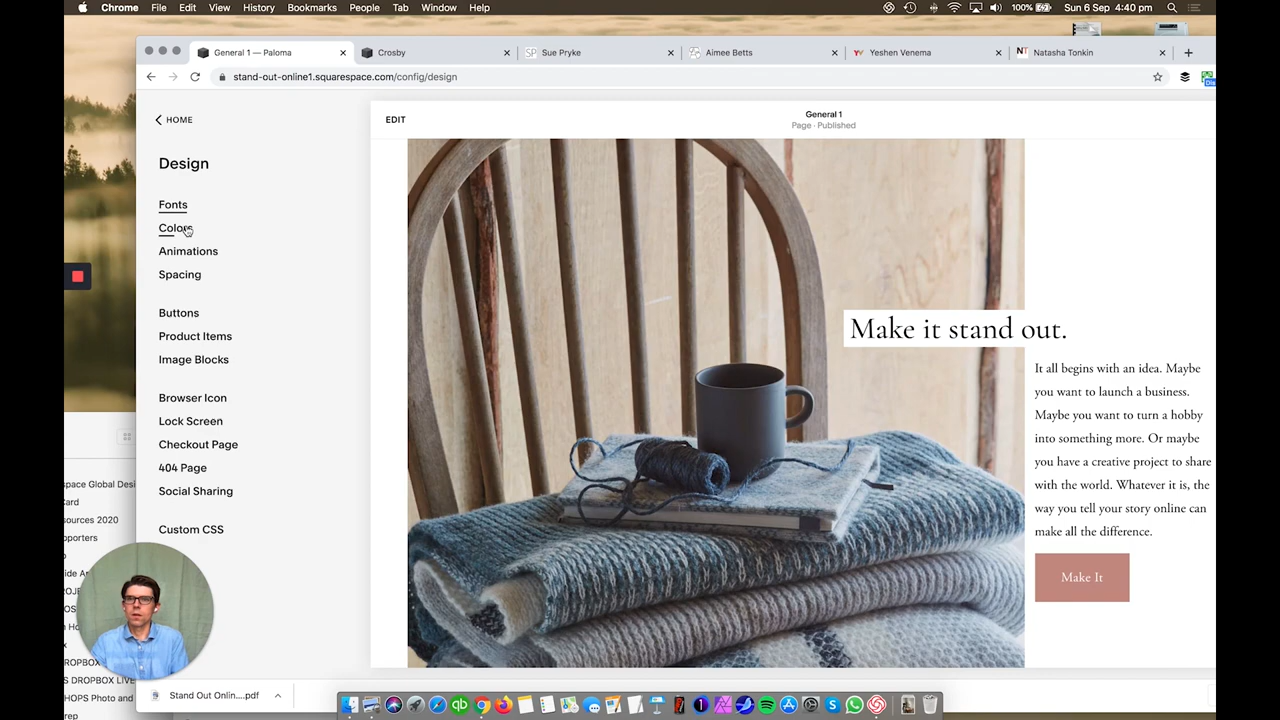 Chrome File Edit View History Bookmarks People Tab Window Help 100% Sun 6 Sep 4:40 pm
General 1 — Paloma Crosby Sue Pryke Aimee Betts Yeshen Venema Natasha Tonkin
stand-out-online1.squarespace.com/config/design
HOME
EDIT
General 1
Page · Published
Design
Fonts
Colors
Animations
Spacing
Buttons
Product Items
Image Blocks
Browser Icon
Lock Screen
Checkout Page
404 Page
Social Sharing
Custom CSS
Make it stand out.
It all begins with an idea. Maybe
you want to launch a business.
Maybe you want to turn a hobby
into something more. Or maybe
you have a creative project to share
with the world. Whatever it is, the
way you tell your story online can
make all the difference.
Make It
space Global Desi
Card
sources 2020
pporters
ROPBOX
S DROPBOX LIVE
HOPS Photo and
rep
Stand Out Onlin....pdf